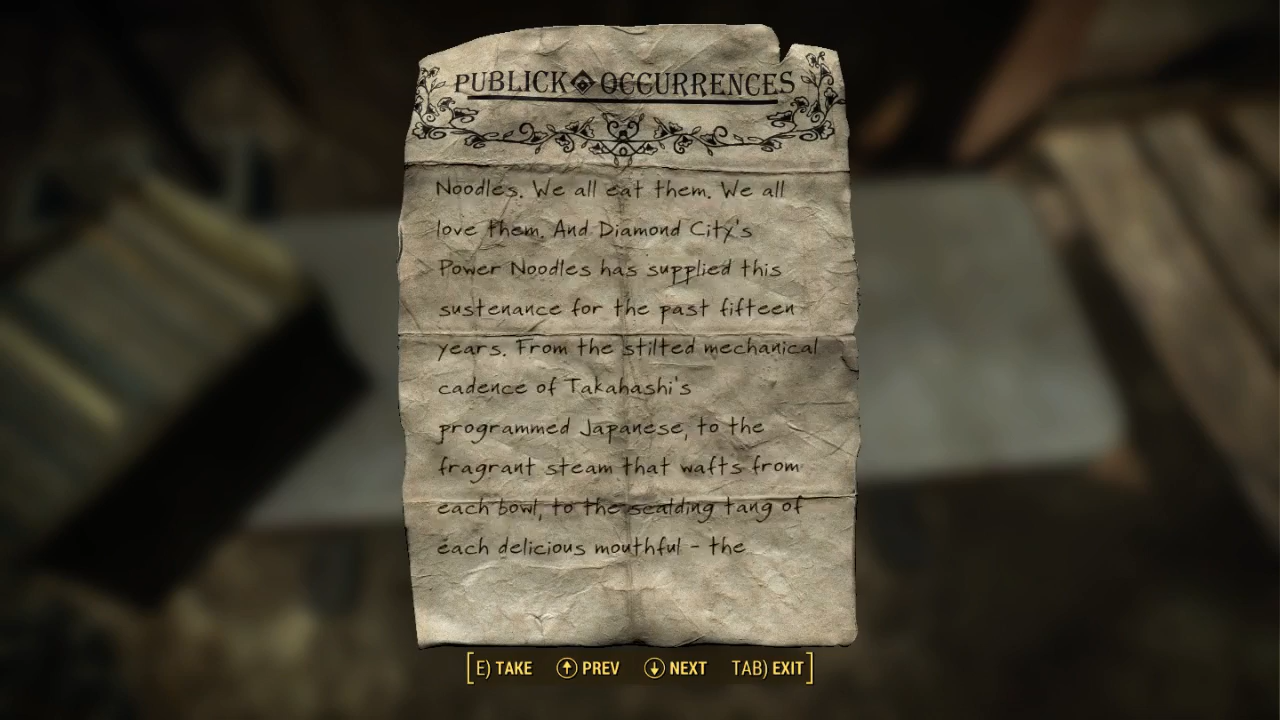 PUBLICK OCCURRENCES
Noodles. We all eat them. We all
love them. And Diamond City's
Power Noodles has supplied this
sustenance for the past fifteen
years. From the stilted mechanical
cadence of Takahashi's
programmed Japanese, to the
fragrant steam that wafts from
each bowl, to the scalding tang of
each delicious mouthful - the
E) TAKE PREV NEXT TAB) EXIT